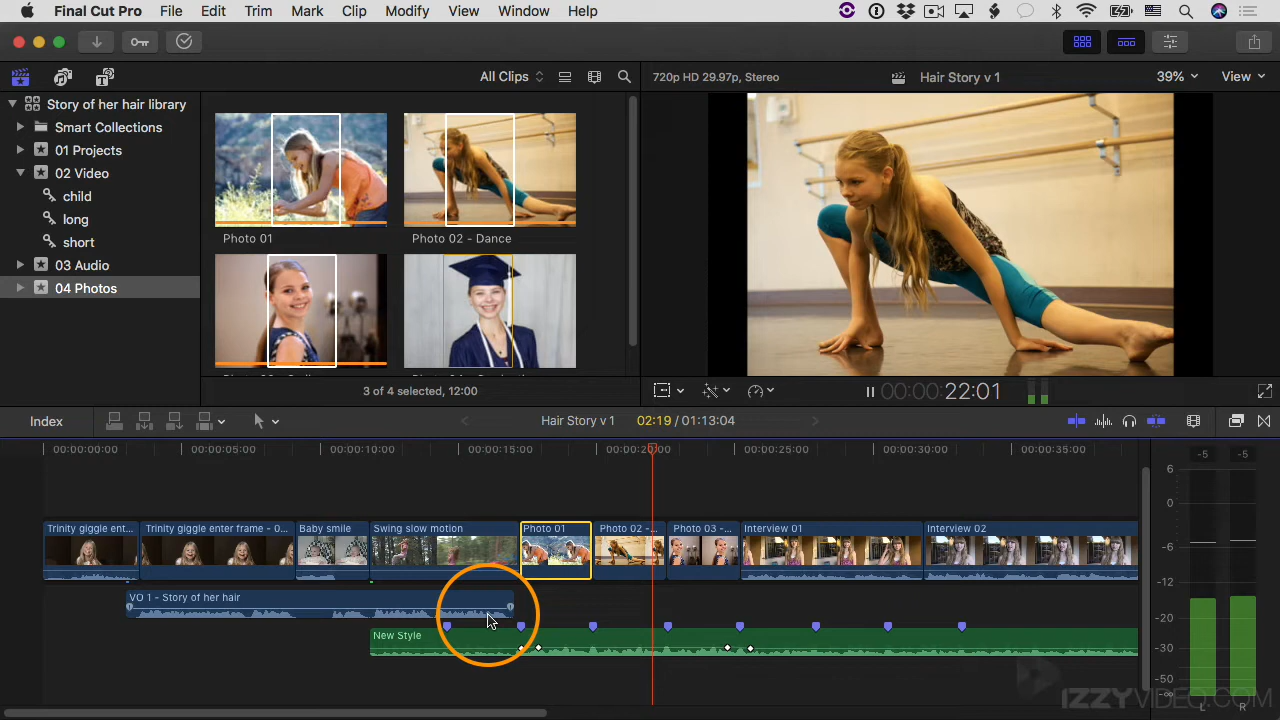 Final Cut Pro File Edit Trim Mark Clip Modify View Window Help
All Clips
720p HD 29.97p, Stereo
Hair Story v 1
39%
View
Story of her hair library
Smart Collections
01 Projects
02 Video
child
long
short
03 Audio
04 Photos
Photo 01
Photo 02 - Dance
3 of 4 selected, 12:00
00:00:00:22:01
Index
Hair Story v 1
02:19 / 01:13:04
00:00:00:00
00:00:05:00
00:00:10:00
00:00:15:00
00:00:20:00
00:00:25:00
00:00:30:00
00:00:35:00
Trinity giggle ent...
Trinity giggle enter frame - 0...
Baby smile
Swing slow motion
Photo 01
Photo 02 -...
Photo 03 -...
Interview 01
Interview 02
VO 1 - Story of her hair
New Style
-5 -5
6
0
-6
-12
-20
-30
-50
-∞
L R
IZZYVIDEO.COM